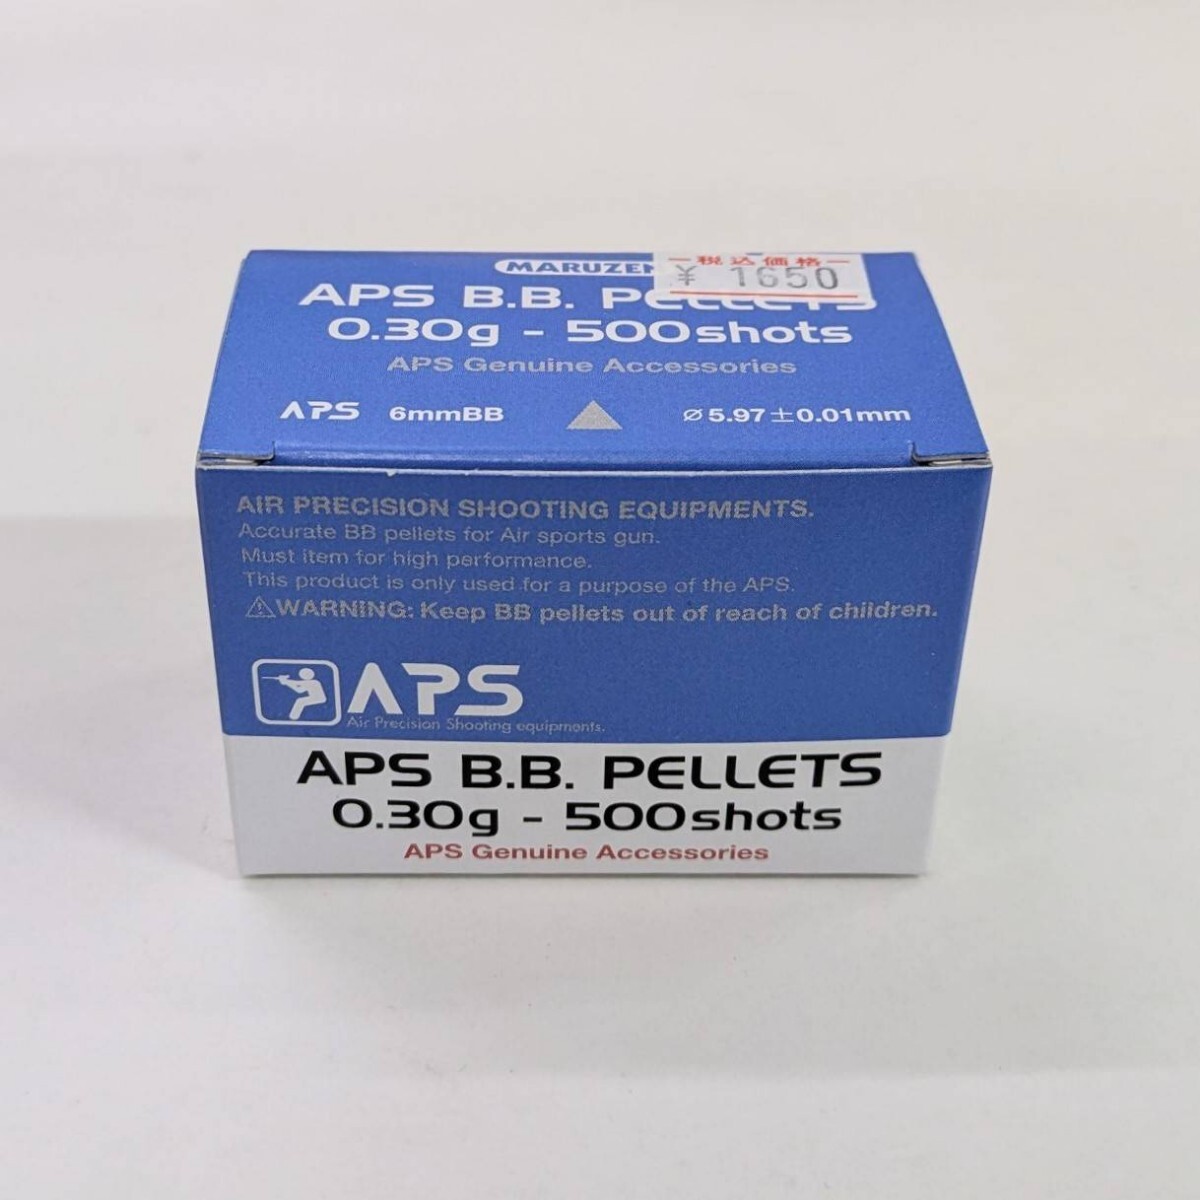 税込価格
¥ 1650
MARUZEN
APS B.B. PELLETS
0.30g - 500shots
APS Genuine Accessories
APS 6mmBB ⌀5.97±0.01mm
AIR PRECISION SHOOTING EQUIPMENTS.
Accurate BB pellets for Air sports gun.
Must item for high performance.
This product is only used for a purpose of the APS.
⚠WARNING: Keep BB pellets out of reach of children.
APS
Air Precision Shooting equipments.
APS B.B. PELLETS
0.30g - 500shots
APS Genuine Accessories